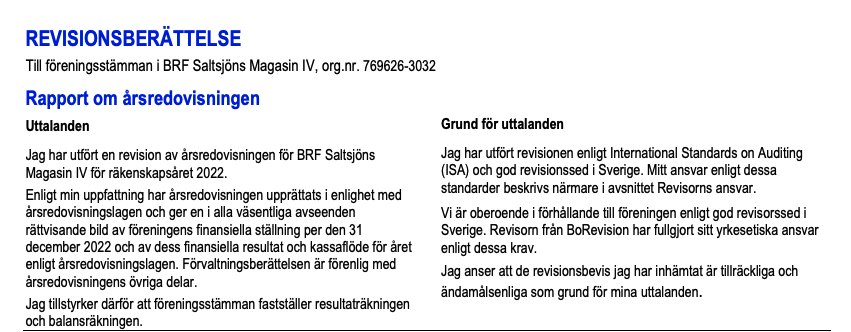 REVISIONSBERÄTTELSE
Till föreningsstämman i BRF Saltsjöns Magasin IV, org.nr. 769626-3032
Rapport om årsredovisningen
Uttalanden
Jag har utfört en revision av årsredovisningen för BRF Saltsjöns
Magasin IV för räkenskapsåret 2022.
Enligt min uppfattning har årsredovisningen upprättats i enlighet med
årsredovisningslagen och ger en i alla väsentliga avseenden
rättvisande bild av föreningens finansiella ställning per den 31
december 2022 och av dess finansiella resultat och kassaflöde för året
enligt årsredovisningslagen. Förvaltningsberättelsen är förenlig med
årsredovisningens övriga delar.
Jag tillstyrker därför att föreningsstämman fastställer resultaträkningen
och balansräkningen.
Grund för uttalanden
Jag har utfört revisionen enligt International Standards on Auditing
(ISA) och god revisionssed i Sverige. Mitt ansvar enligt dessa
standarder beskrivs närmare i avsnittet Revisorns ansvar.
Vi är oberoende i förhållande till föreningen enligt god revisorssed i
Sverige. Revisorn från BoRevision har fullgjort sitt yrkesetiska ansvar
enligt dessa krav.
Jag anser att de revisionsbevis jag har inhämtat är tillräckliga och
ändamålsenliga som grund för mina uttalanden.